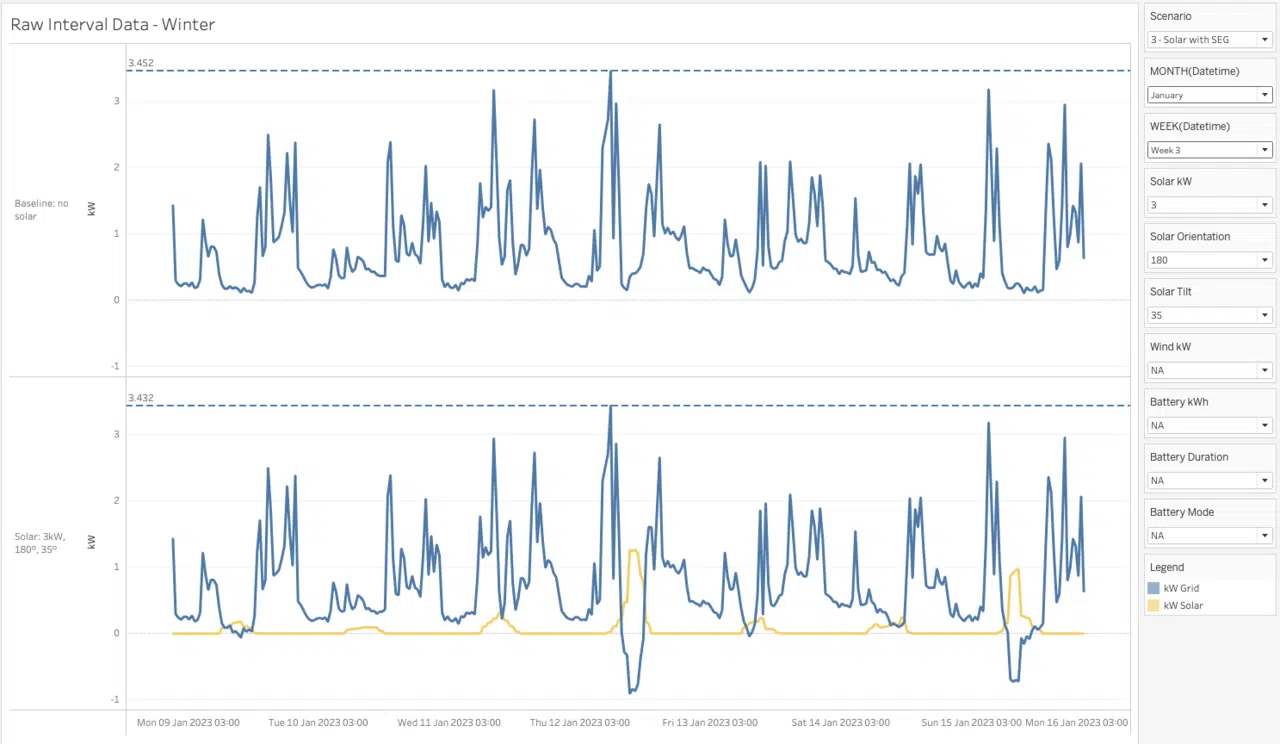 Raw Interval Data - Winter
3.452
3
2
1
0
-1
kW
Baseline: no
solar
3.432
3
2
1
0
-1
kW
Solar: 3kW,
180º, 35º
Mon 09 Jan 2023 03:00 Tue 10 Jan 2023 03:00 Wed 11 Jan 2023 03:00 Thu 12 Jan 2023 03:00 Fri 13 Jan 2023 03:00 Sat 14 Jan 2023 03:00 Sun 15 Jan 2023 03:00 Mon 16 Jan 2023 03:00
Scenario
3 - Solar with SEG
MONTH(Datetime)
January
WEEK(Datetime)
Week 3
Solar kW
3
Solar Orientation
180
Solar Tilt
35
Wind kW
NA
Battery kWh
NA
Battery Duration
NA
Battery Mode
NA
Legend
kW Grid
kW Solar